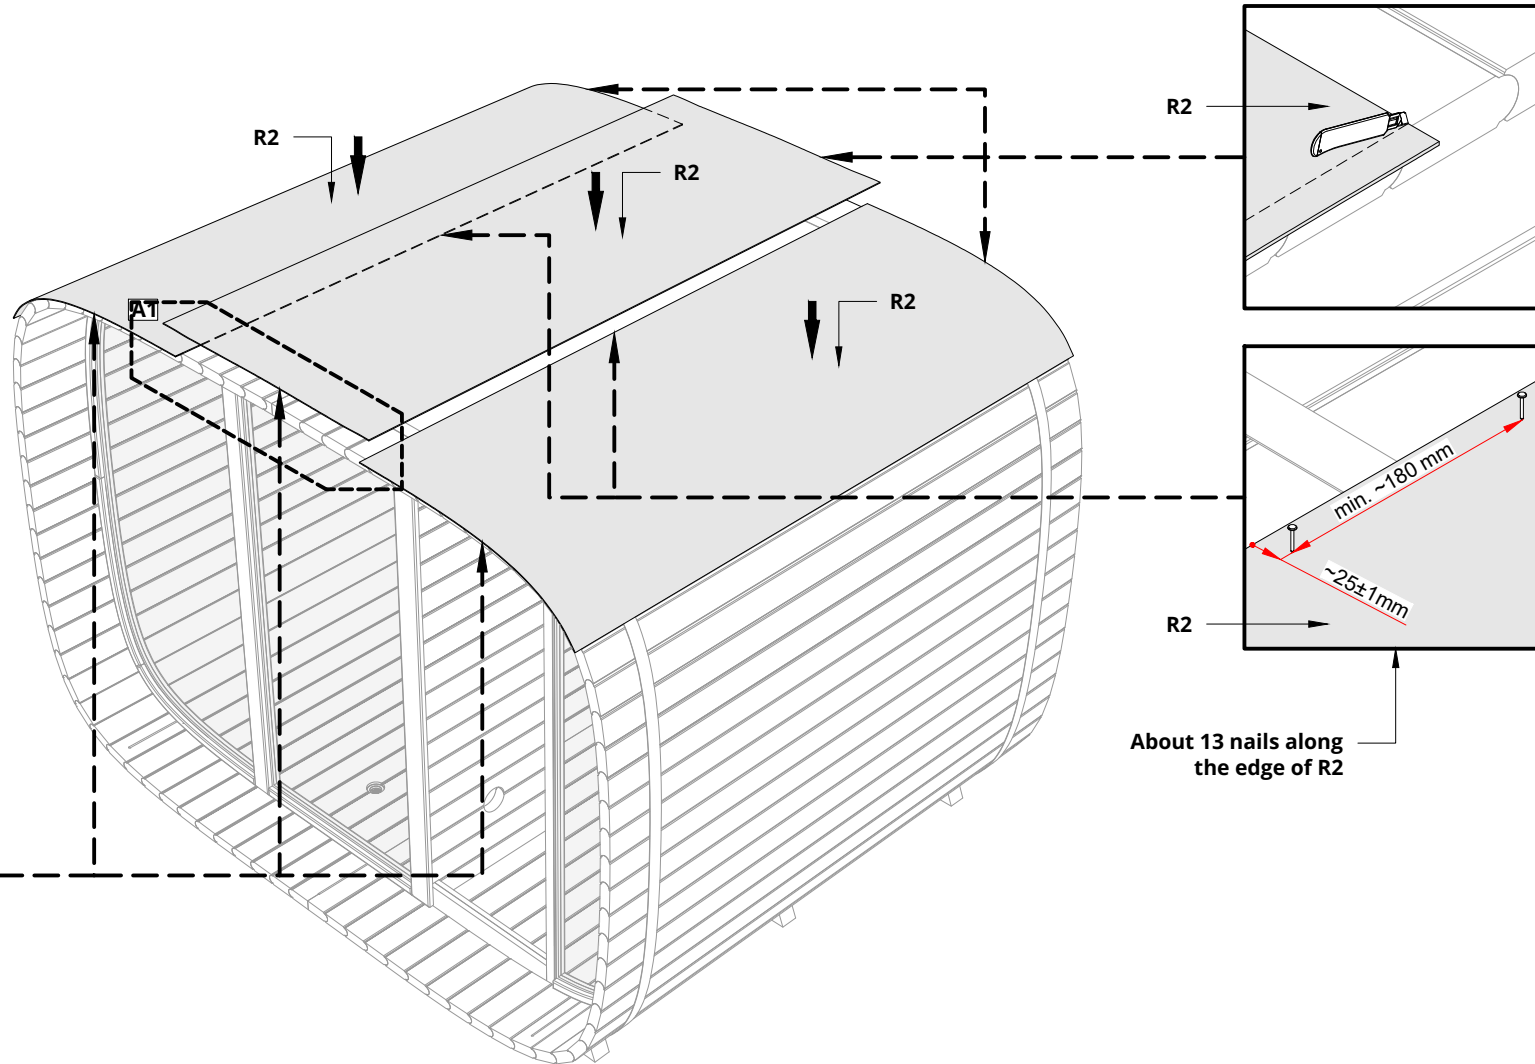 R2
R2
R2
R2
A1
min. ~180 mm
~25±1mm
R2
About 13 nails along
the edge of R2